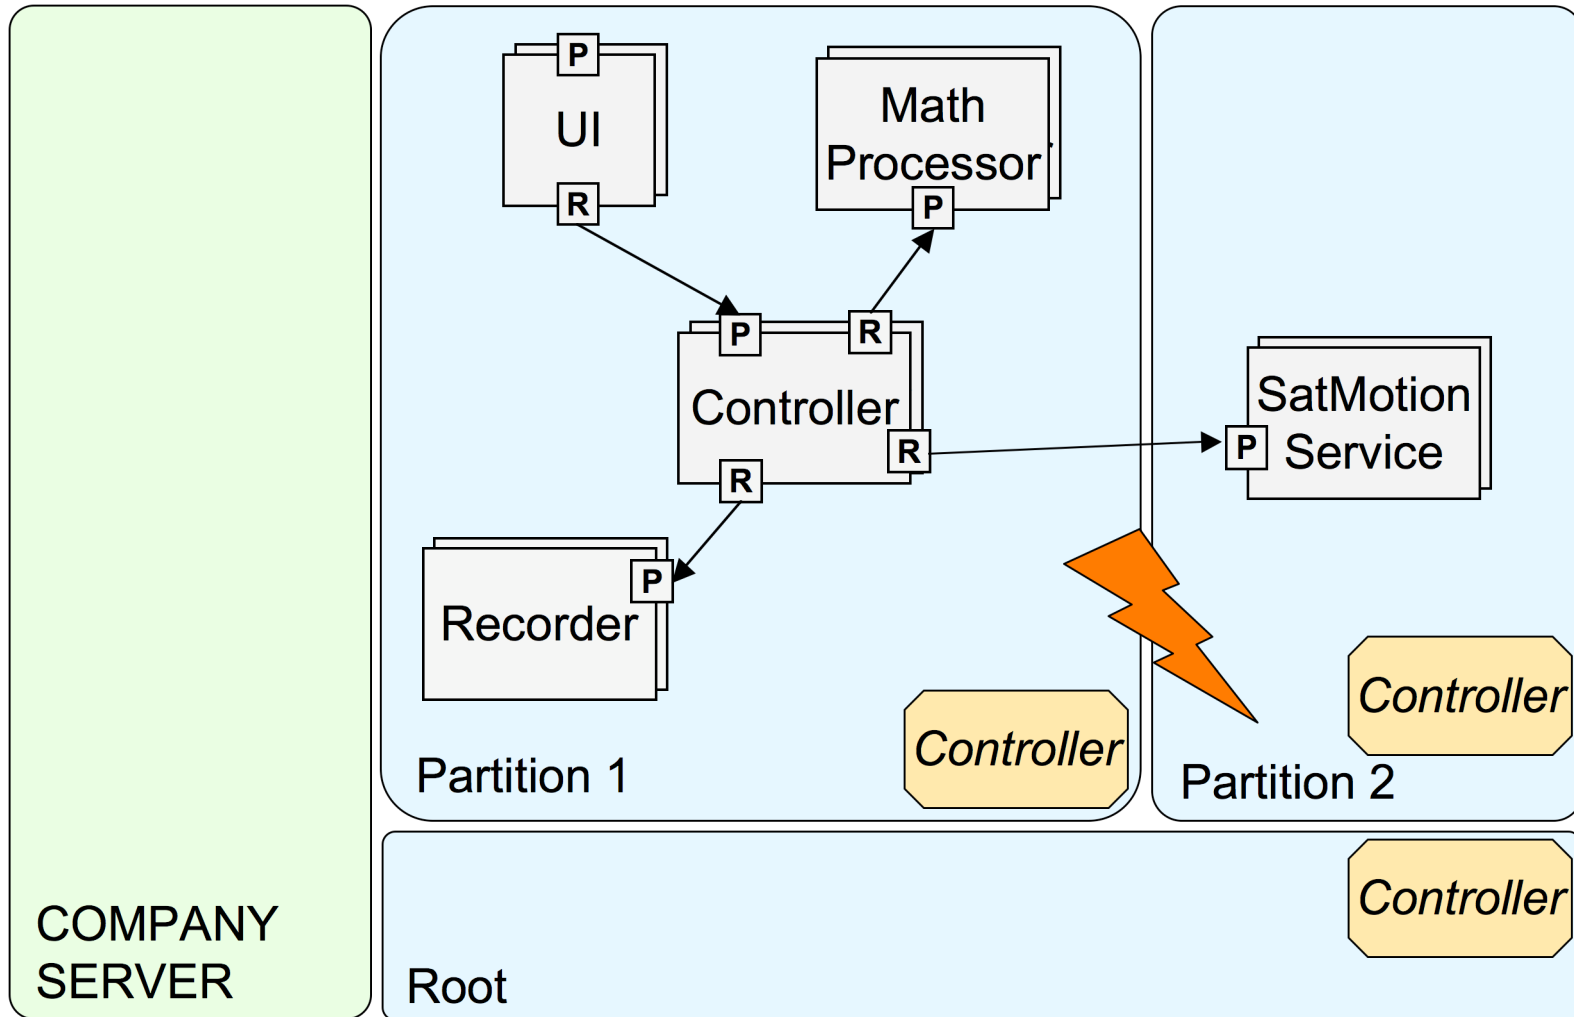 P
UI
R
Math
Processor
P
P
R
Controller
R
R
SatMotion
P
Service
P
Recorder
Controller
Partition 1
Controller
Partition 2
COMPANY
SERVER
Controller
Root